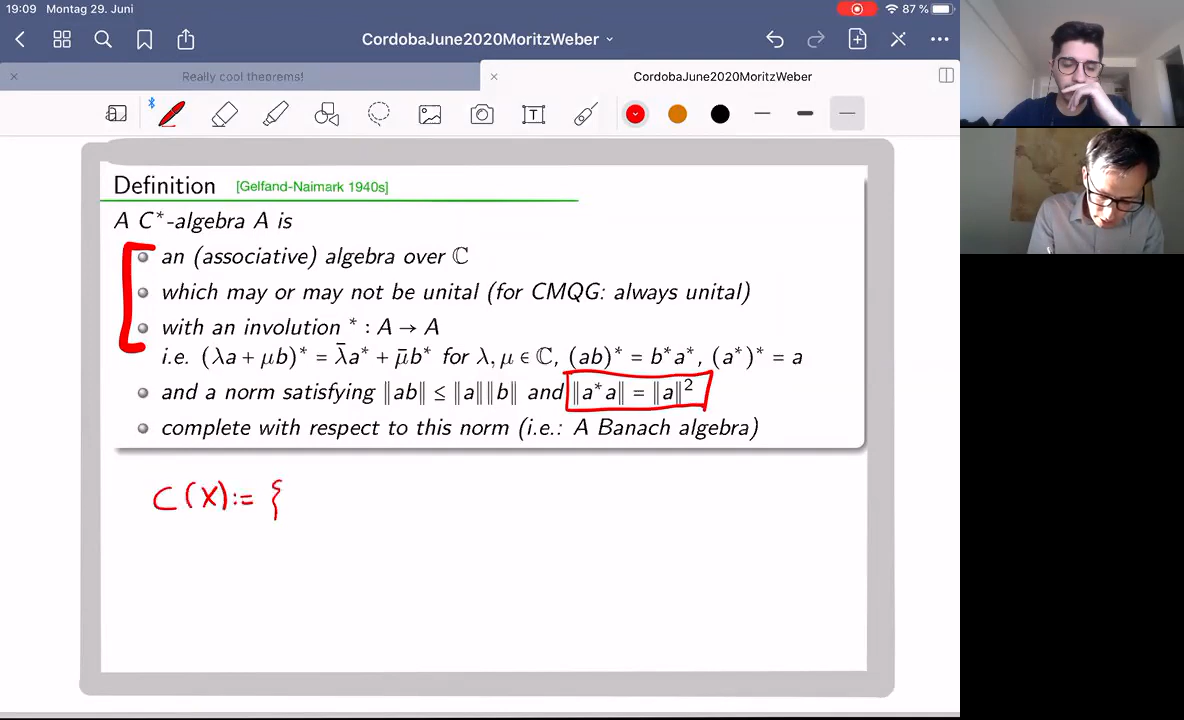 19:09 Montag 29. Juni 87 %
CordobaJune2020MoritzWeber
Really cool theorems!
CordobaJune2020MoritzWeber
T
Definition [Gelfand-Naimark 1940s]
A C*-algebra A is
an (associative) algebra over ℂ
which may or may not be unital (for CMQG: always unital)
with an involution * : A → A
i.e. (λa + μb)* = λ̄a* + μ̄b* for λ, μ ∈ ℂ, (ab)* = b*a*, (a*)* = a
and a norm satisfying ‖ab‖ ≤ ‖a‖‖b‖ and ‖a*a‖ = ‖a‖²
complete with respect to this norm (i.e.: A Banach algebra)
C(X):= {